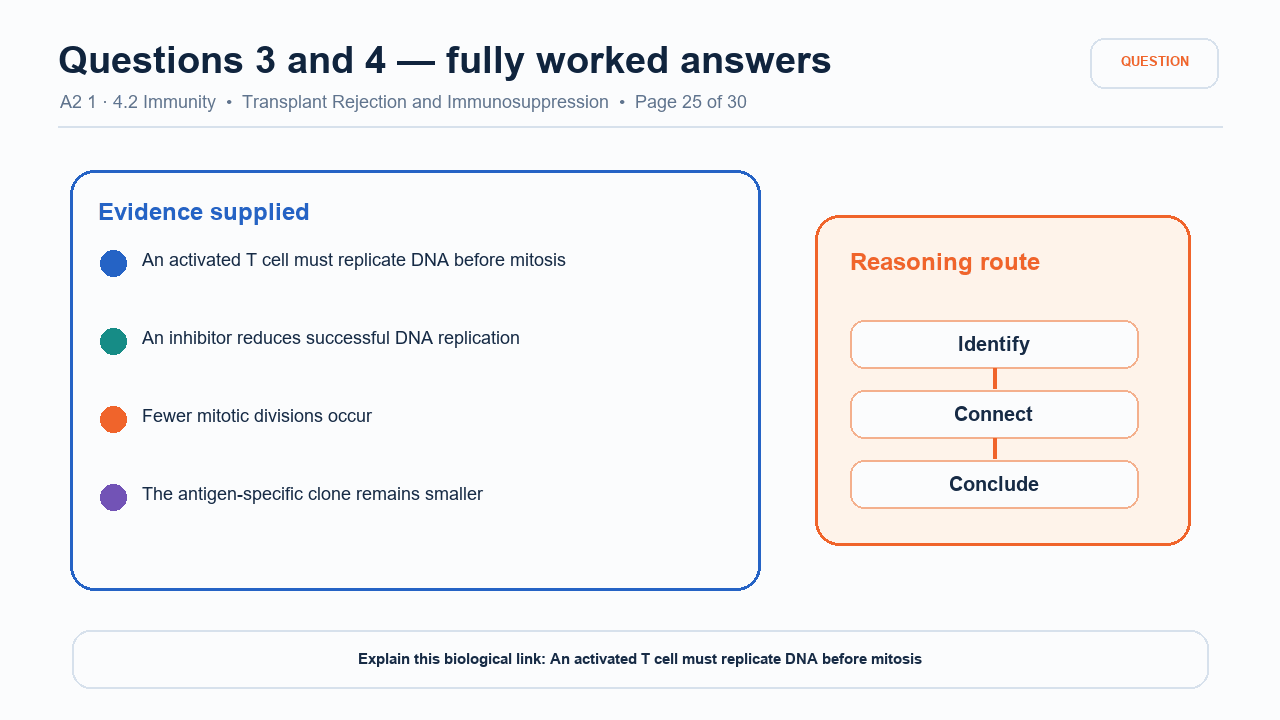 Questions 3 and 4 — fully worked answers
QUESTION
A2 1 · 4.2 Immunity • Transplant Rejection and Immunosuppression • Page 25 of 30
Evidence supplied
An activated T cell must replicate DNA before mitosis
An inhibitor reduces successful DNA replication
Fewer mitotic divisions occur
The antigen-specific clone remains smaller
Reasoning route
Identify
Connect
Conclude
Explain this biological link: An activated T cell must replicate DNA before mitosis